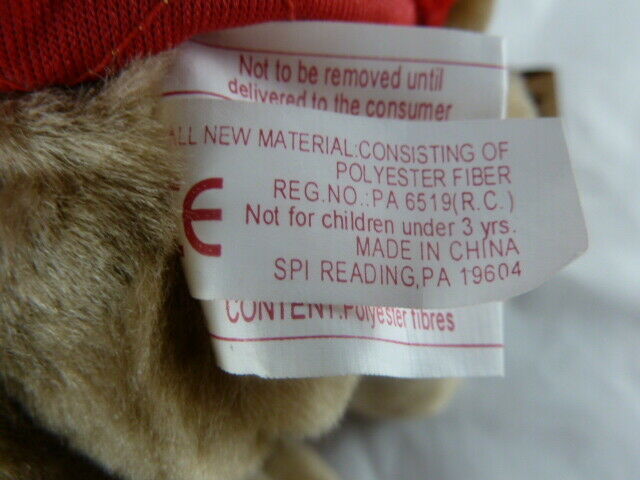 Not to be removed until
delivered to the consumer
ALL NEW MATERIAL:CONSISTING OF
POLYESTER FIBER
REG.NO.:PA 6519(R.C.)
Not for children under 3 yrs.
MADE IN CHINA
SPI READING,PA 19604
CE
CONTENT:Polyester fibres